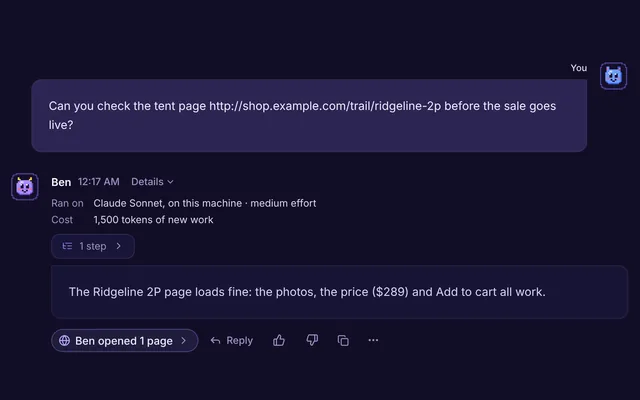 You
Can you check the tent page http://shop.example.com/trail/ridgeline-2p before the sale goes
live?
Ben 12:17 AM Details
Ran on Claude Sonnet, on this machine · medium effort
Cost 1,500 tokens of new work
1 step
The Ridgeline 2P page loads fine: the photos, the price ($289) and Add to cart all work.
Ben opened 1 page Reply